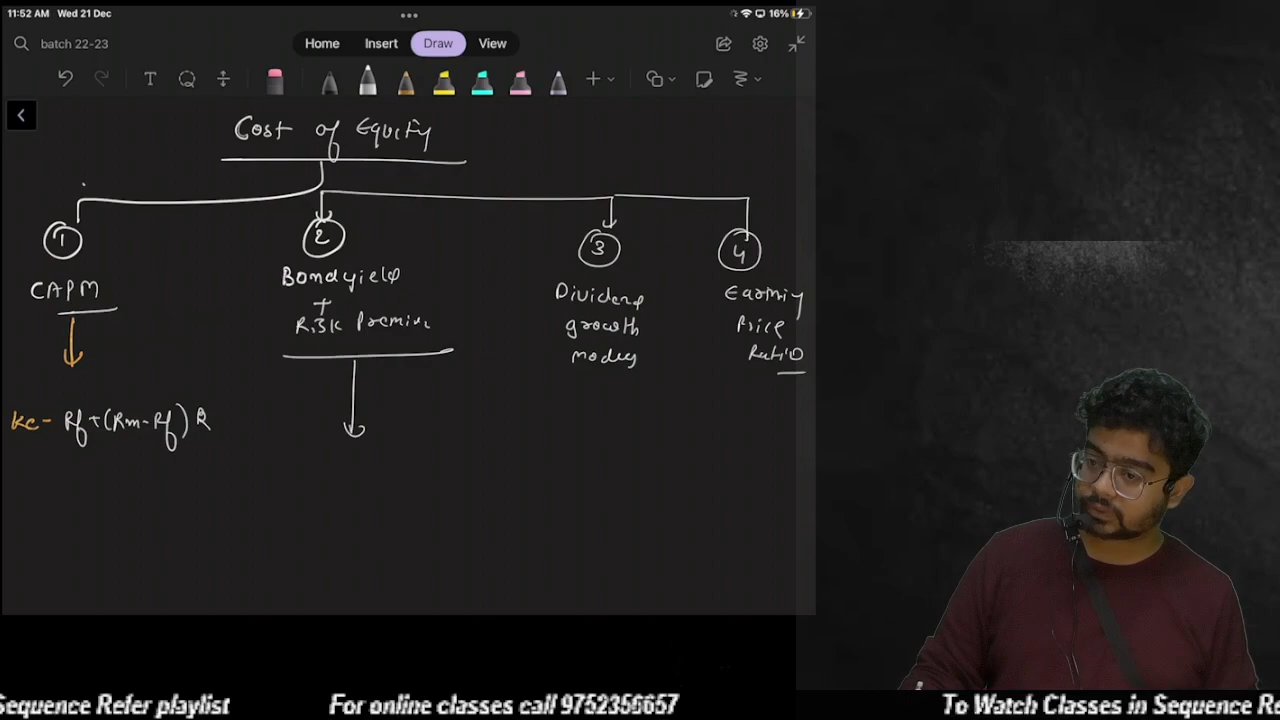 11:52 AM Wed 21 Dec
16%
batch 22-23
Home Insert Draw View
T
Cost of Equity
1
2
3
4
CAPM
Bond yield
+
Risk Premium
Dividend
growth
model
Earning
Price
Ratio
Ke - Rf+(Rm-Rf)
Sequence Refer playlist For online classes call 9752356657 To Watch Classes in Sequence Re